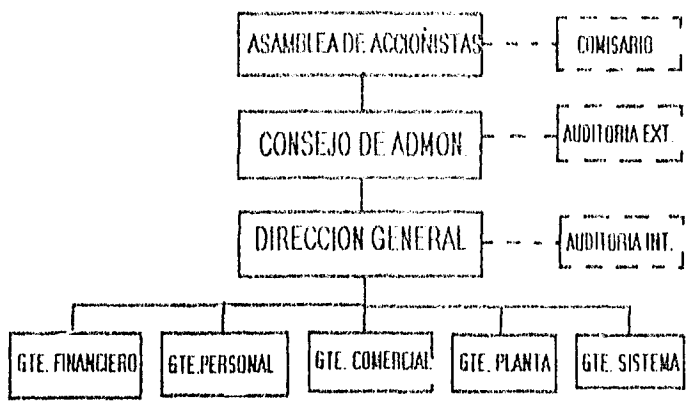 ASAMBLEA DE ACCIOÑISTAS
COMISARIO
CONSEJO DE ADMON.
AUDITORIA EXT.
DIRECCION GENERAL
AUDITORIA INT.
GTE. FINANCIERO
GTE.PERSONAL
GTE. COMERCIAL
GTE. PLANTA
GTE. SISTEMA